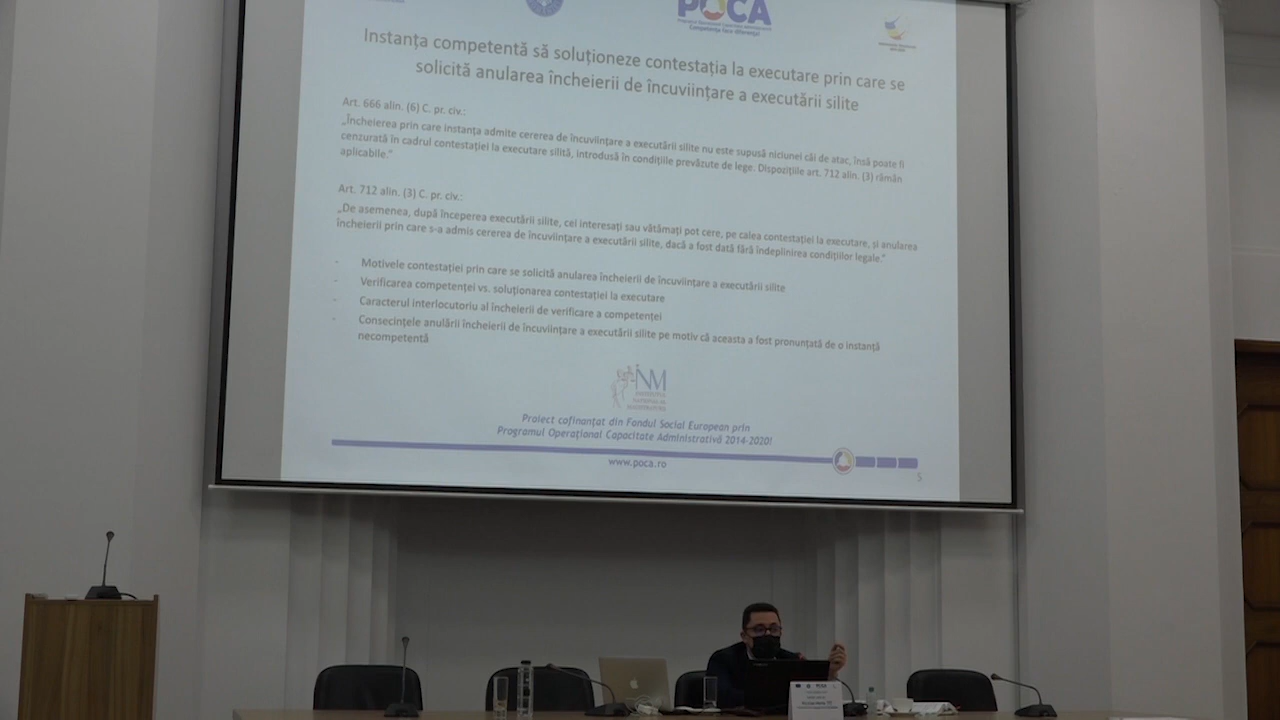 POCA
Competența face diferența!
Instanța competentă să soluționeze contestația la executare prin care se
solicită anularea încheierii de încuviințare a executării silite
Art. 666 alin. (6) C. pr. civ.:
„Încheierea prin care instanța admite cererea de încuviințare a executării silite nu este supusă niciunei căi de atac, însă poate fi
cenzurată în cadrul contestației la executare silită, introdusă în condițiile prevăzute de lege. Dispozițiile art. 712 alin. (3) rămân
aplicabile.”
Art. 712 alin. (3) C. pr. civ.:
„De asemenea, după începerea executării silite, cei interesați sau vătămați pot cere, pe calea contestației la executare, și anularea
încheierii prin care s-a admis cererea de încuviințare a executării silite, dacă a fost dată fără îndeplinirea condițiilor legale.”
- Motivele contestației prin care se solicită anularea încheierii de încuviințare a executării silite
- Verificarea competenței vs. soluționarea contestației la executare
- Caracterul interlocutoriu al încheierii de verificare a competenței
- Consecințele anulării încheierii de încuviințare a executării silite pe motiv că aceasta a fost pronunțată de o instanță
necompetentă
INM
Proiect cofinanțat din Fondul Social European prin
Programul Operațional Capacitate Administrativă 2014-2020!
www.poca.ro
5